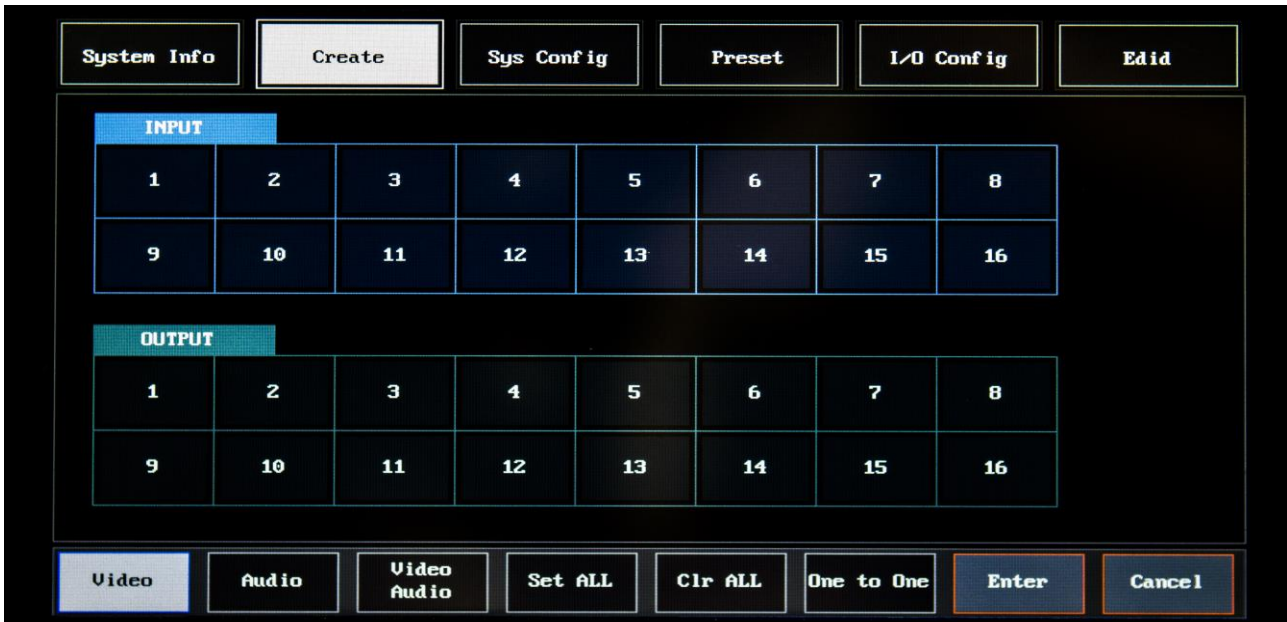 System Info Create Sys Config Preset I/O Config Edid
INPUT
1 2 3 4 5 6 7 8
9 10 11 12 13 14 15 16
OUTPUT
1 2 3 4 5 6 7 8
9 10 11 12 13 14 15 16
Video Audio Video Audio Set ALL Clr ALL One to One Enter Cancel